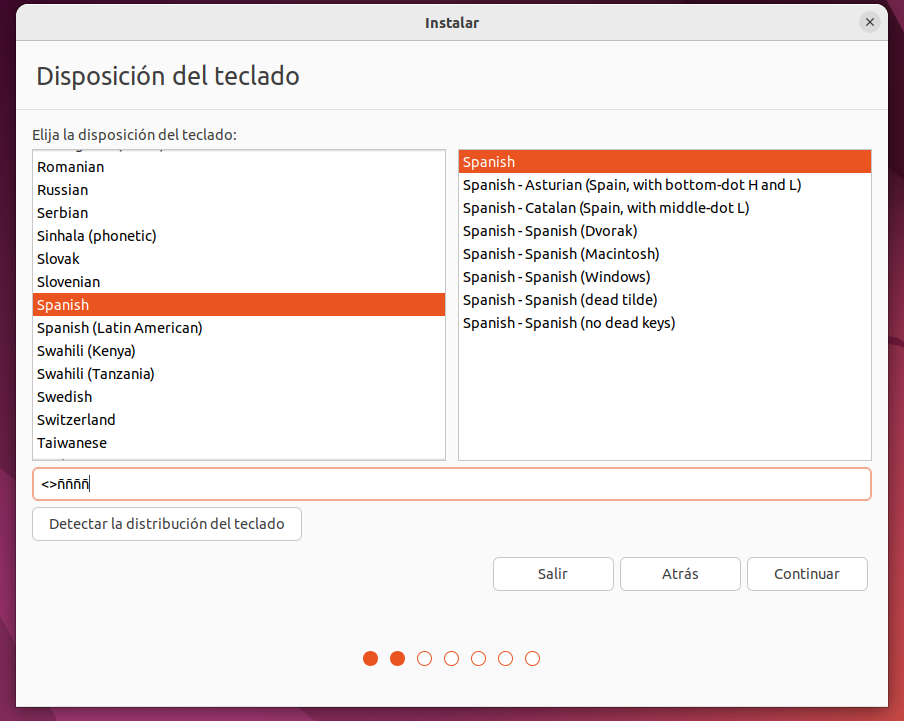 Instalar
Disposición del teclado
Elija la disposición del teclado:
Romanian
Russian
Serbian
Sinhala (phonetic)
Slovak
Slovenian
Spanish
Spanish (Latin American)
Swahili (Kenya)
Swahili (Tanzania)
Swedish
Switzerland
Taiwanese
Spanish
Spanish - Asturian (Spain, with bottom-dot H and L)
Spanish - Catalan (Spain, with middle-dot L)
Spanish - Spanish (Dvorak)
Spanish - Spanish (Macintosh)
Spanish - Spanish (Windows)
Spanish - Spanish (dead tilde)
Spanish - Spanish (no dead keys)
<>ññññ
Detectar la distribución del teclado
Salir
Atrás
Continuar